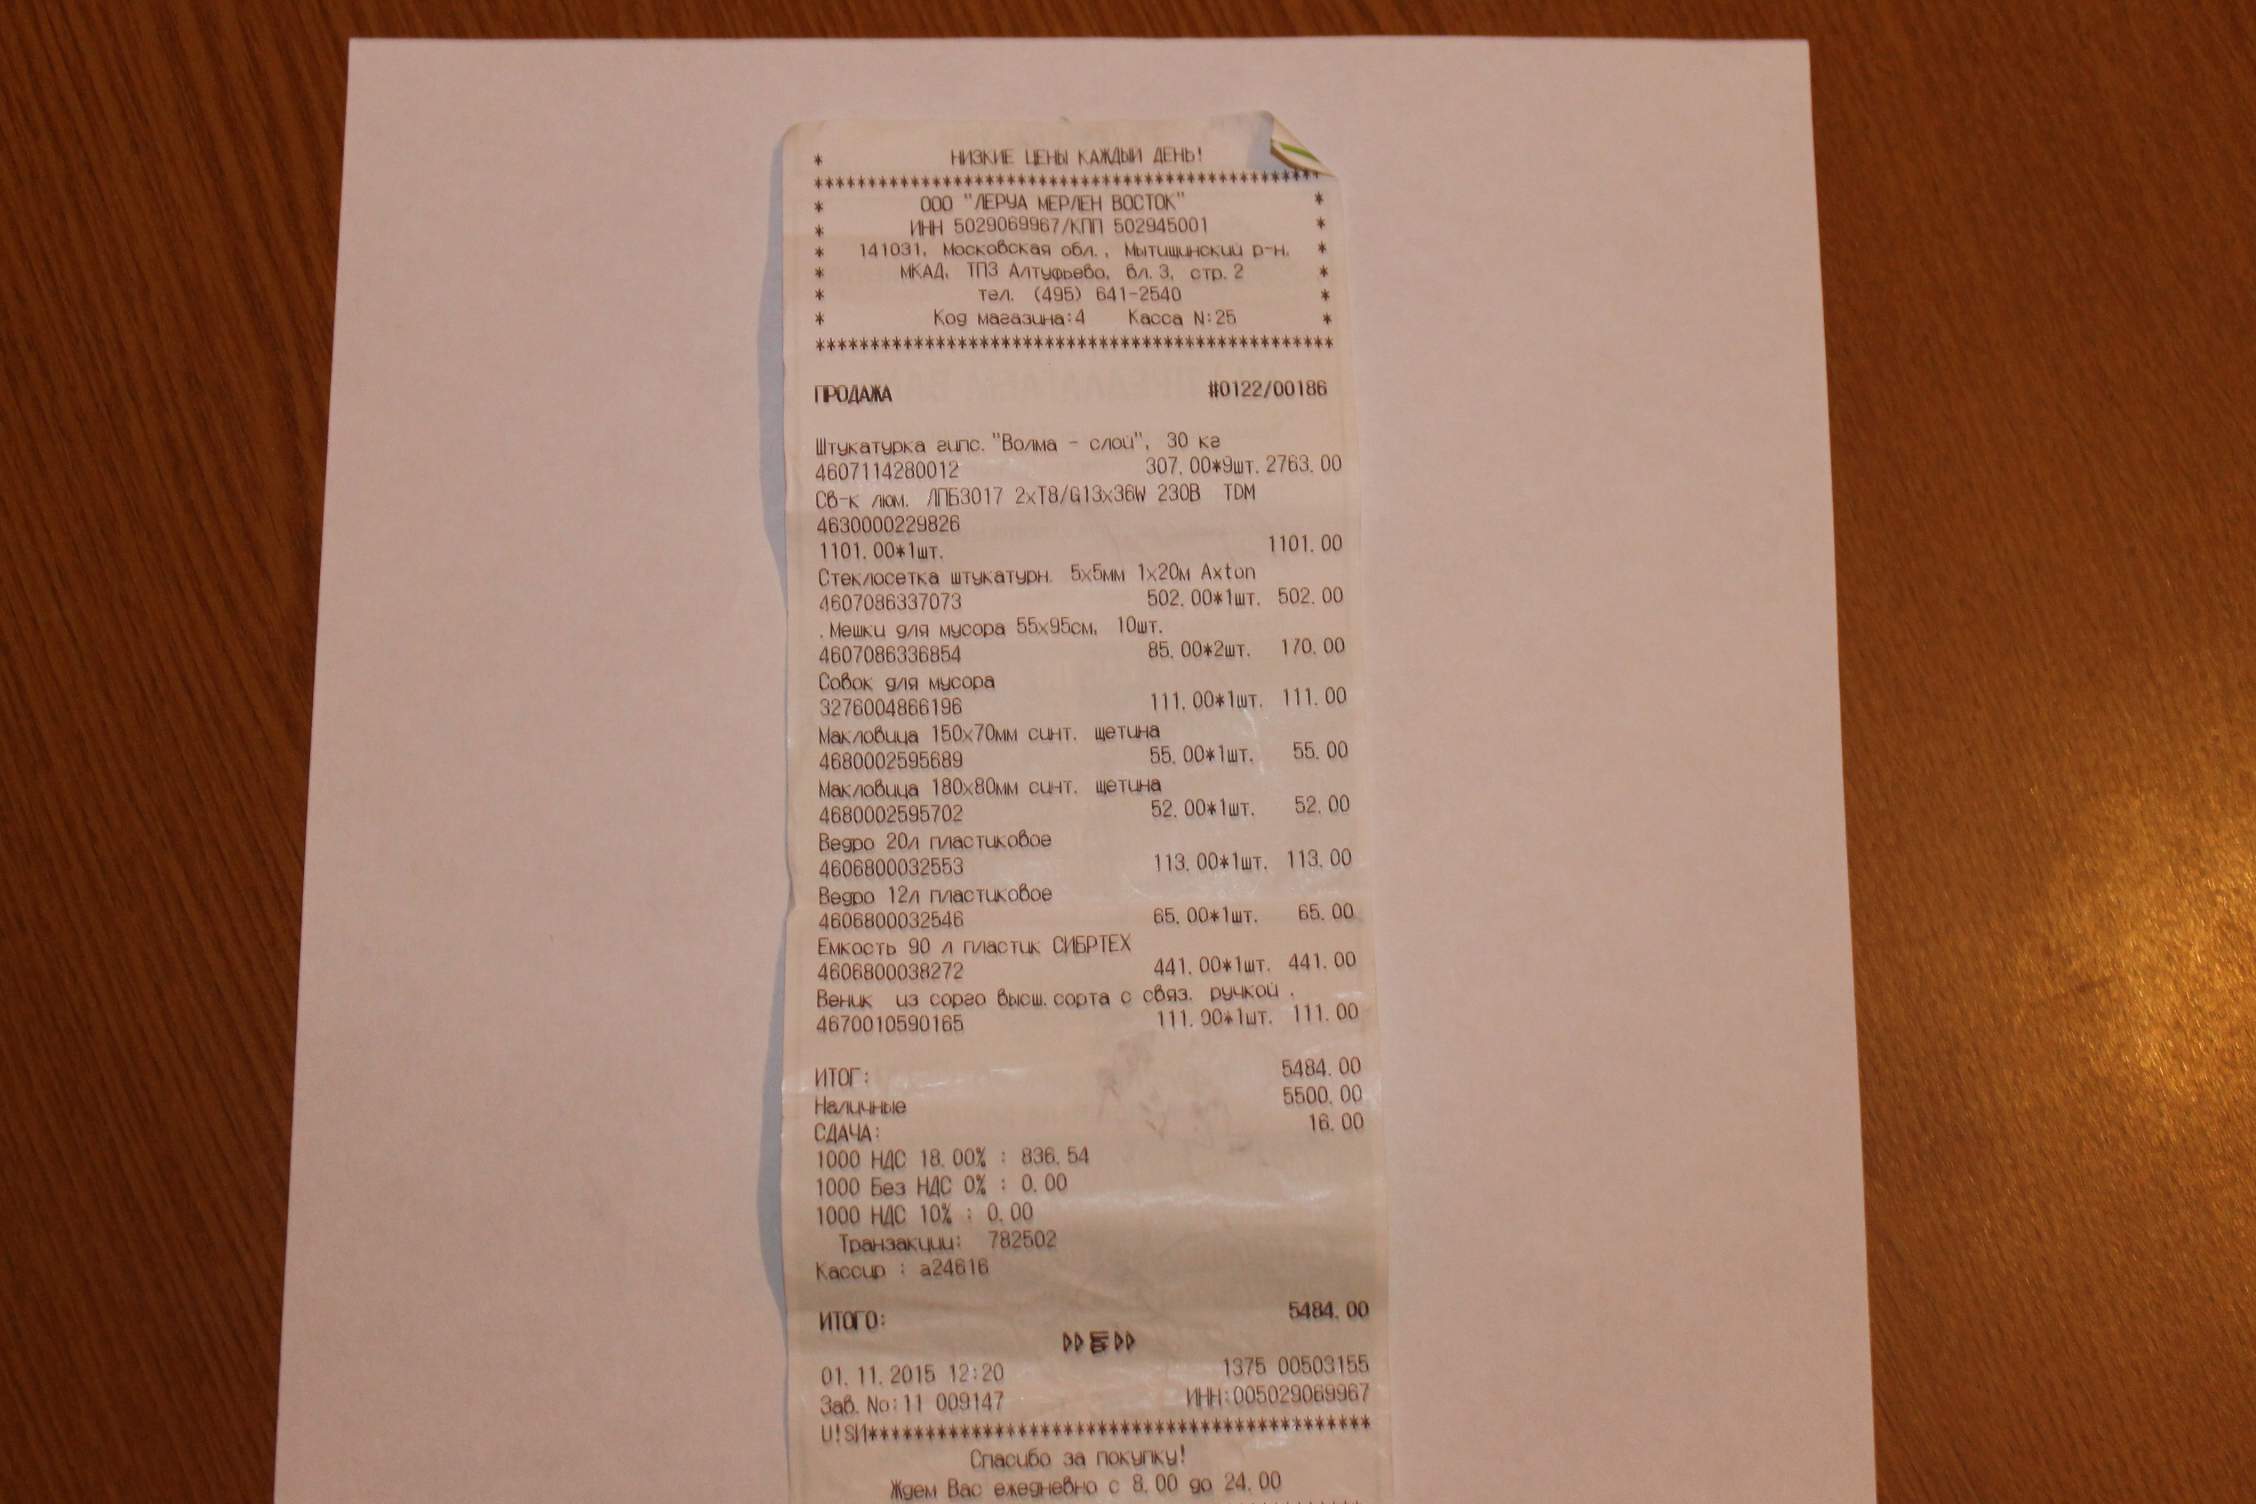 * НИЗКИЕ ЦЕНЫ КАЖДЫЙ ДЕНЬ!
***********************************************
* ООО "ЛЕРУА МЕРЛЕН ВОСТОК" *
* ИНН 5029069967/КПП 502945001 *
* 141031, Московская обл., Мытищинский р-н, *
* МКАД, ТПЗ Алтуфьево, вл.3, стр.2 *
* тел. (495) 641-2540 *
* Код магазина:4 Касса N:25 *
***********************************************
ПРОДАЖА #0122/00186
Штукатурка гипс."Волма - слой", 30 кг
4607114280012 307.00*9шт. 2763.00
Св-к люм. ЛПБ3017 2xT8/G13x36W 230В TDM
4630000229826
1101.00*1шт. 1101.00
Стеклосетка штукатурн. 5х5мм 1х20м Axton
4607086337073 502.00*1шт. 502.00
.Мешки для мусора 55х95см, 10шт.
4607086336854 85.00*2шт. 170.00
Совок для мусора
3276004866196 111.00*1шт. 111.00
Макловица 150х70мм синт. щетина
4680002595689 55.00*1шт. 55.00
Макловица 180х80мм синт. щетина
4680002595702 52.00*1шт. 52.00
Ведро 20л пластиковое
4606800032553 113.00*1шт. 113.00
Ведро 12л пластиковое
4606800032546 65.00*1шт. 65.00
Емкость 90 л пластик СИБРТЕХ
4606800038272 441.00*1шт. 441.00
Веник из сорго высш.сорта с связ. ручкой .
4670010590165 111.00*1шт. 111.00
ИТОГ: 5484.00
Наличные 5500.00
СДАЧА: 16.00
1000 НДС 18.00% : 836.54
1000 Без НДС 0% : 0.00
1000 НДС 10% : 0.00
Транзакции: 782502
Кассир : a24616
ИТОГО: 5484.00
01.11.2015 12:20 1375 00503155
Зав.No:11 009147 ИНН:005029069967
U!SИ**********************************************
Спасибо за покупку!
Ждем Вас ежедневно с 8.00 до 24.00